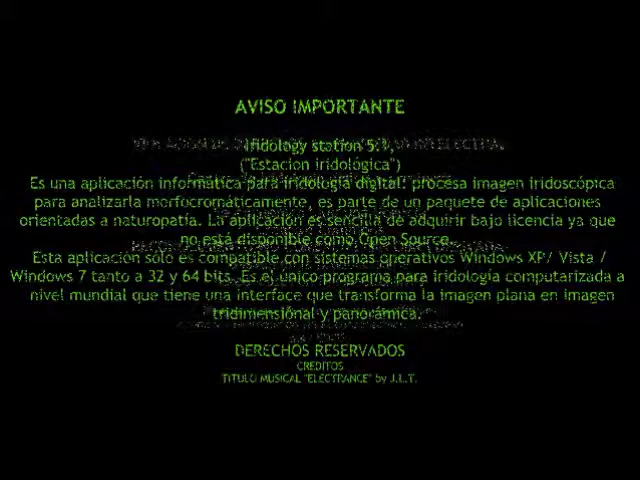 AVISO IMPORTANTE
Iridology station 5.1,
("Estación iridológica")
Es una aplicación informática para iridología digital: procesa imagen iridoscópica
para analizarla morfocromáticamente, es parte de un paquete de aplicaciones
orientadas a naturopatía. La aplicación es sencilla de adquirir bajo licencia ya que
no está disponible como Open Source.
Esta aplicación sólo es compatible con sistemas operativos Windows XP/ Vista /
Windows 7 tanto a 32 y 64 bits. Es el único programa para iridología computarizada a
nivel mundial que tiene una interface que transforma la imagen plana en imagen
tridimensional y panorámica.
DERECHOS RESERVADOS
CREDITOS
TITULO MUSICAL "ELECTRANCE" by J.L.T.